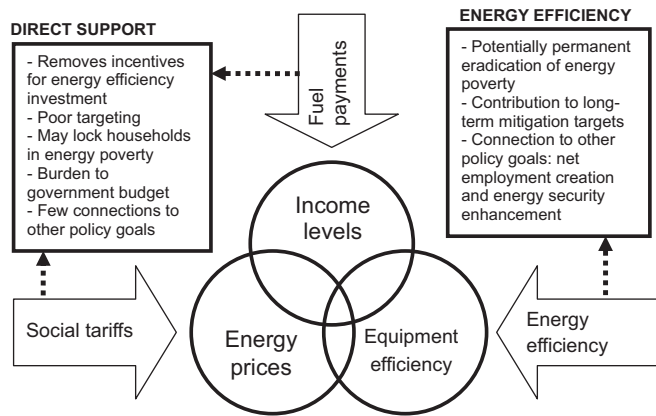 DIRECT SUPPORT
- Removes incentives
for energy efficiency
investment
- Poor targeting
- May lock households
in energy poverty
- Burden to
government budget
- Few connections to
other policy goals
Fuel
payments
ENERGY EFFICIENCY
- Potentially permanent
eradication of energy
poverty
- Contribution to long-
term mitigation targets
- Connection to other
policy goals: net
employment creation
and energy security
enhancement
Income
levels
Social tariffs
Energy
prices
Equipment
efficiency
Energy
efficiency